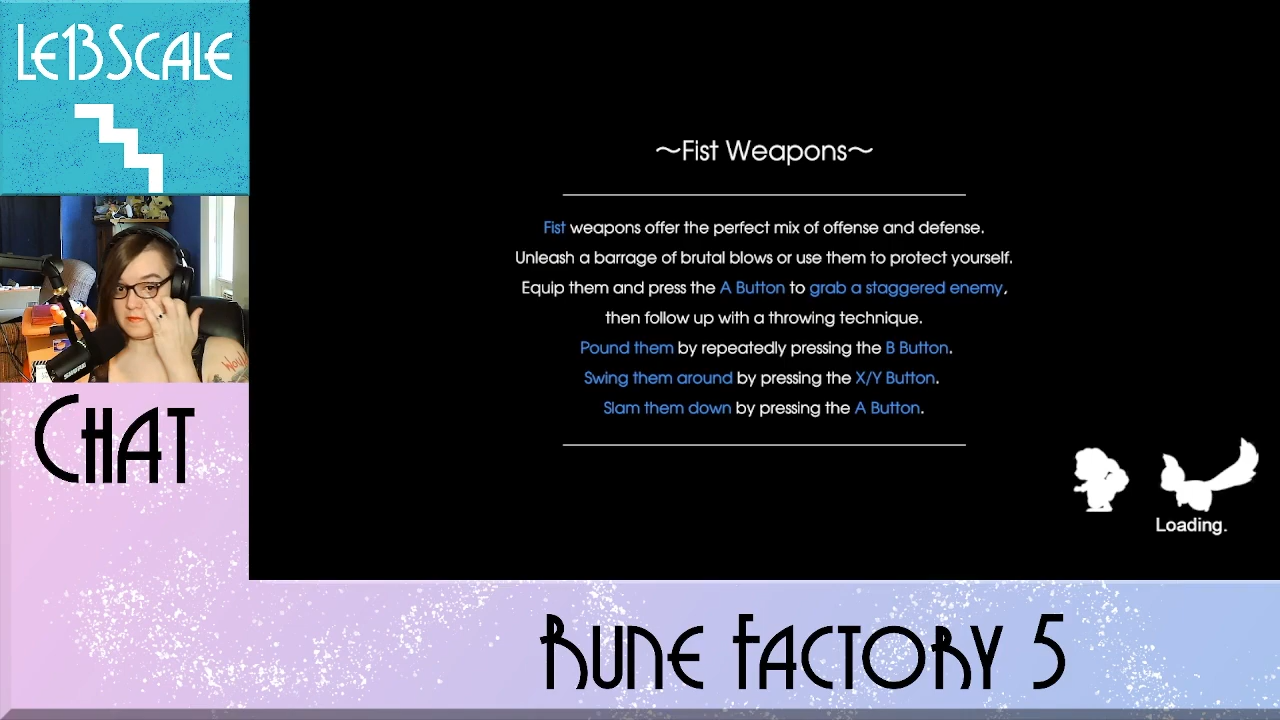 Le13Scale
～Fist Weapons～
Fist weapons offer the perfect mix of offense and defense.
Unleash a barrage of brutal blows or use them to protect yourself.
Equip them and press the A Button to grab a staggered enemy,
then follow up with a throwing technique.
Pound them by repeatedly pressing the B Button.
Swing them around by pressing the X/Y Button.
Slam them down by pressing the A Button.
Loading.
SHURE
Chat
Rune Factory 5